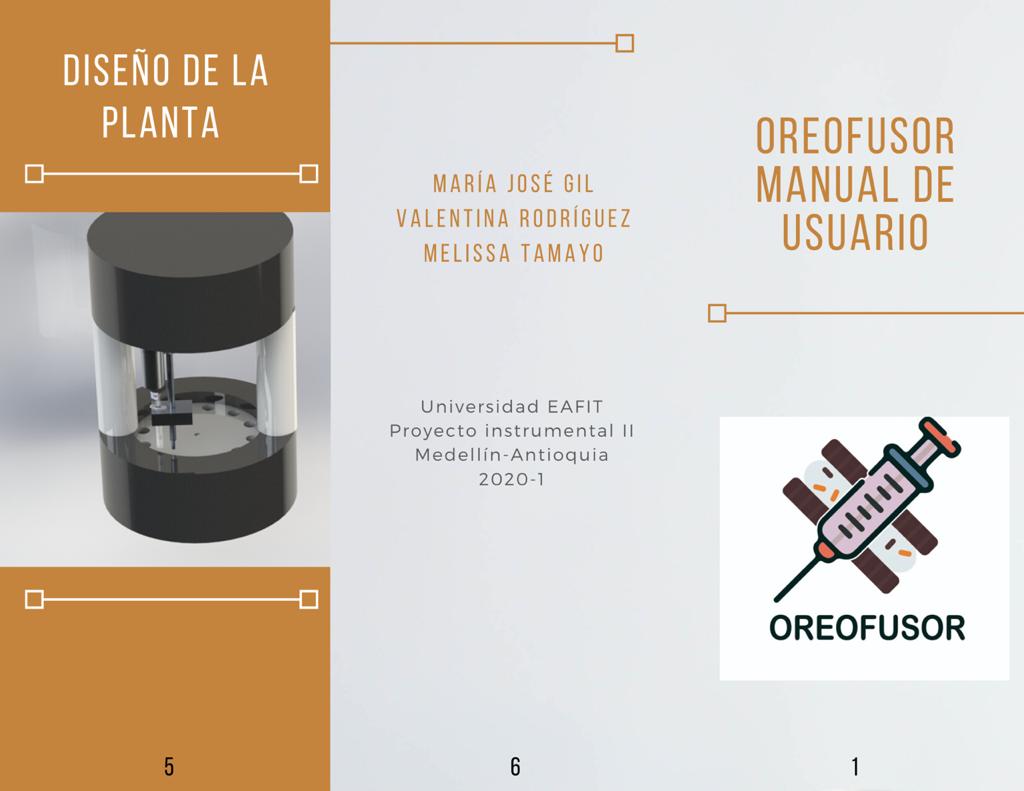 DISEÑO DE LA
PLANTA
5
MARÍA JOSÉ GIL
VALENTINA RODRÍGUEZ
MELISSA TAMAYO
Universidad EAFIT
Proyecto instrumental II
Medellín-Antioquia
2020-1
6
OREOFUSOR
MANUAL DE
USUARIO
OREOFUSOR
1